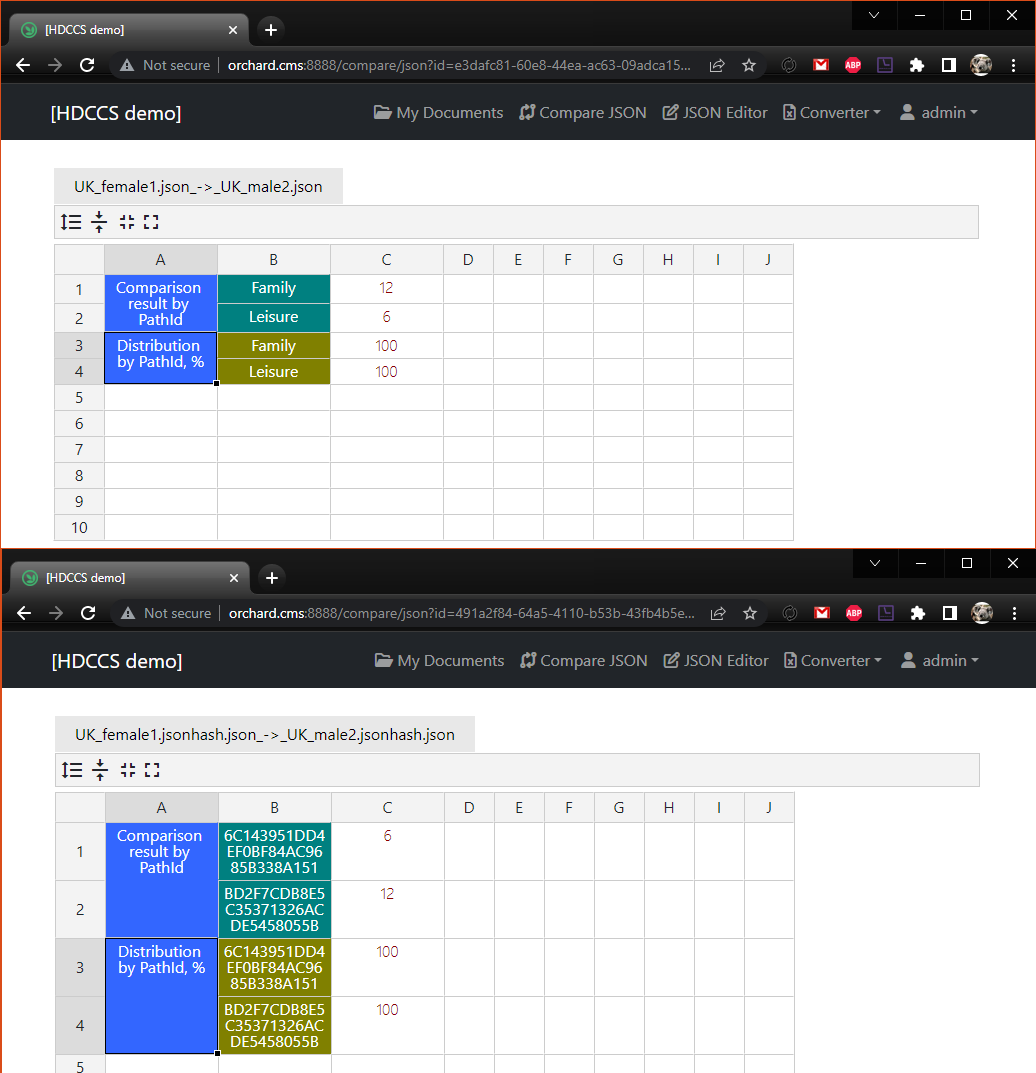 [HDCCS demo]
Not secure orchard.cms:8888/compare/json?id=e3dafc81-60e8-44ea-ac63-09adca15...
ABP
[HDCCS demo] My Documents Compare JSON JSON Editor Converter admin
UK_female1.json_->_UK_male2.json
A B C D E F G H I J
1 Comparison result by PathId Family 12
2 Leisure 6
3 Distribution by PathId, % Family 100
4 Leisure 100
5
6
7
8
9
10
[HDCCS demo]
Not secure orchard.cms:8888/compare/json?id=491a2f84-64a5-4110-b53b-43fb4b5e...
ABP
[HDCCS demo] My Documents Compare JSON JSON Editor Converter admin
UK_female1.jsonhash.json_->_UK_male2.jsonhash.json
A B C D E F G H I J
1 Comparison result by PathId 6C143951DD4EF0BF84AC9685B338A151 6
2 BD2F7CDB8E5C35371326ACDE5458055B 12
3 Distribution by PathId, % 6C143951DD4EF0BF84AC9685B338A151 100
4 BD2F7CDB8E5C35371326ACDE5458055B 100
5